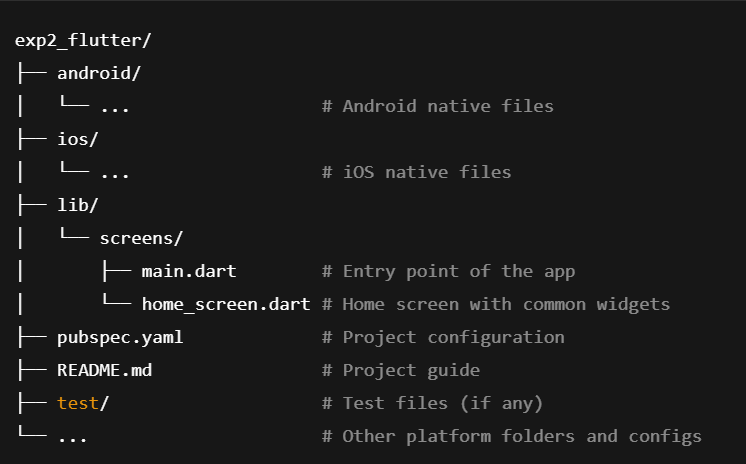 exp2_flutter/
├── android/
│   └── ...                  # Android native files
├── ios/
│   └── ...                  # iOS native files
├── lib/
│   └── screens/
│       ├── main.dart        # Entry point of the app
│       └── home_screen.dart # Home screen with common widgets
├── pubspec.yaml             # Project configuration
├── README.md                # Project guide
├── test/                    # Test files (if any)
└── ...                      # Other platform folders and configs